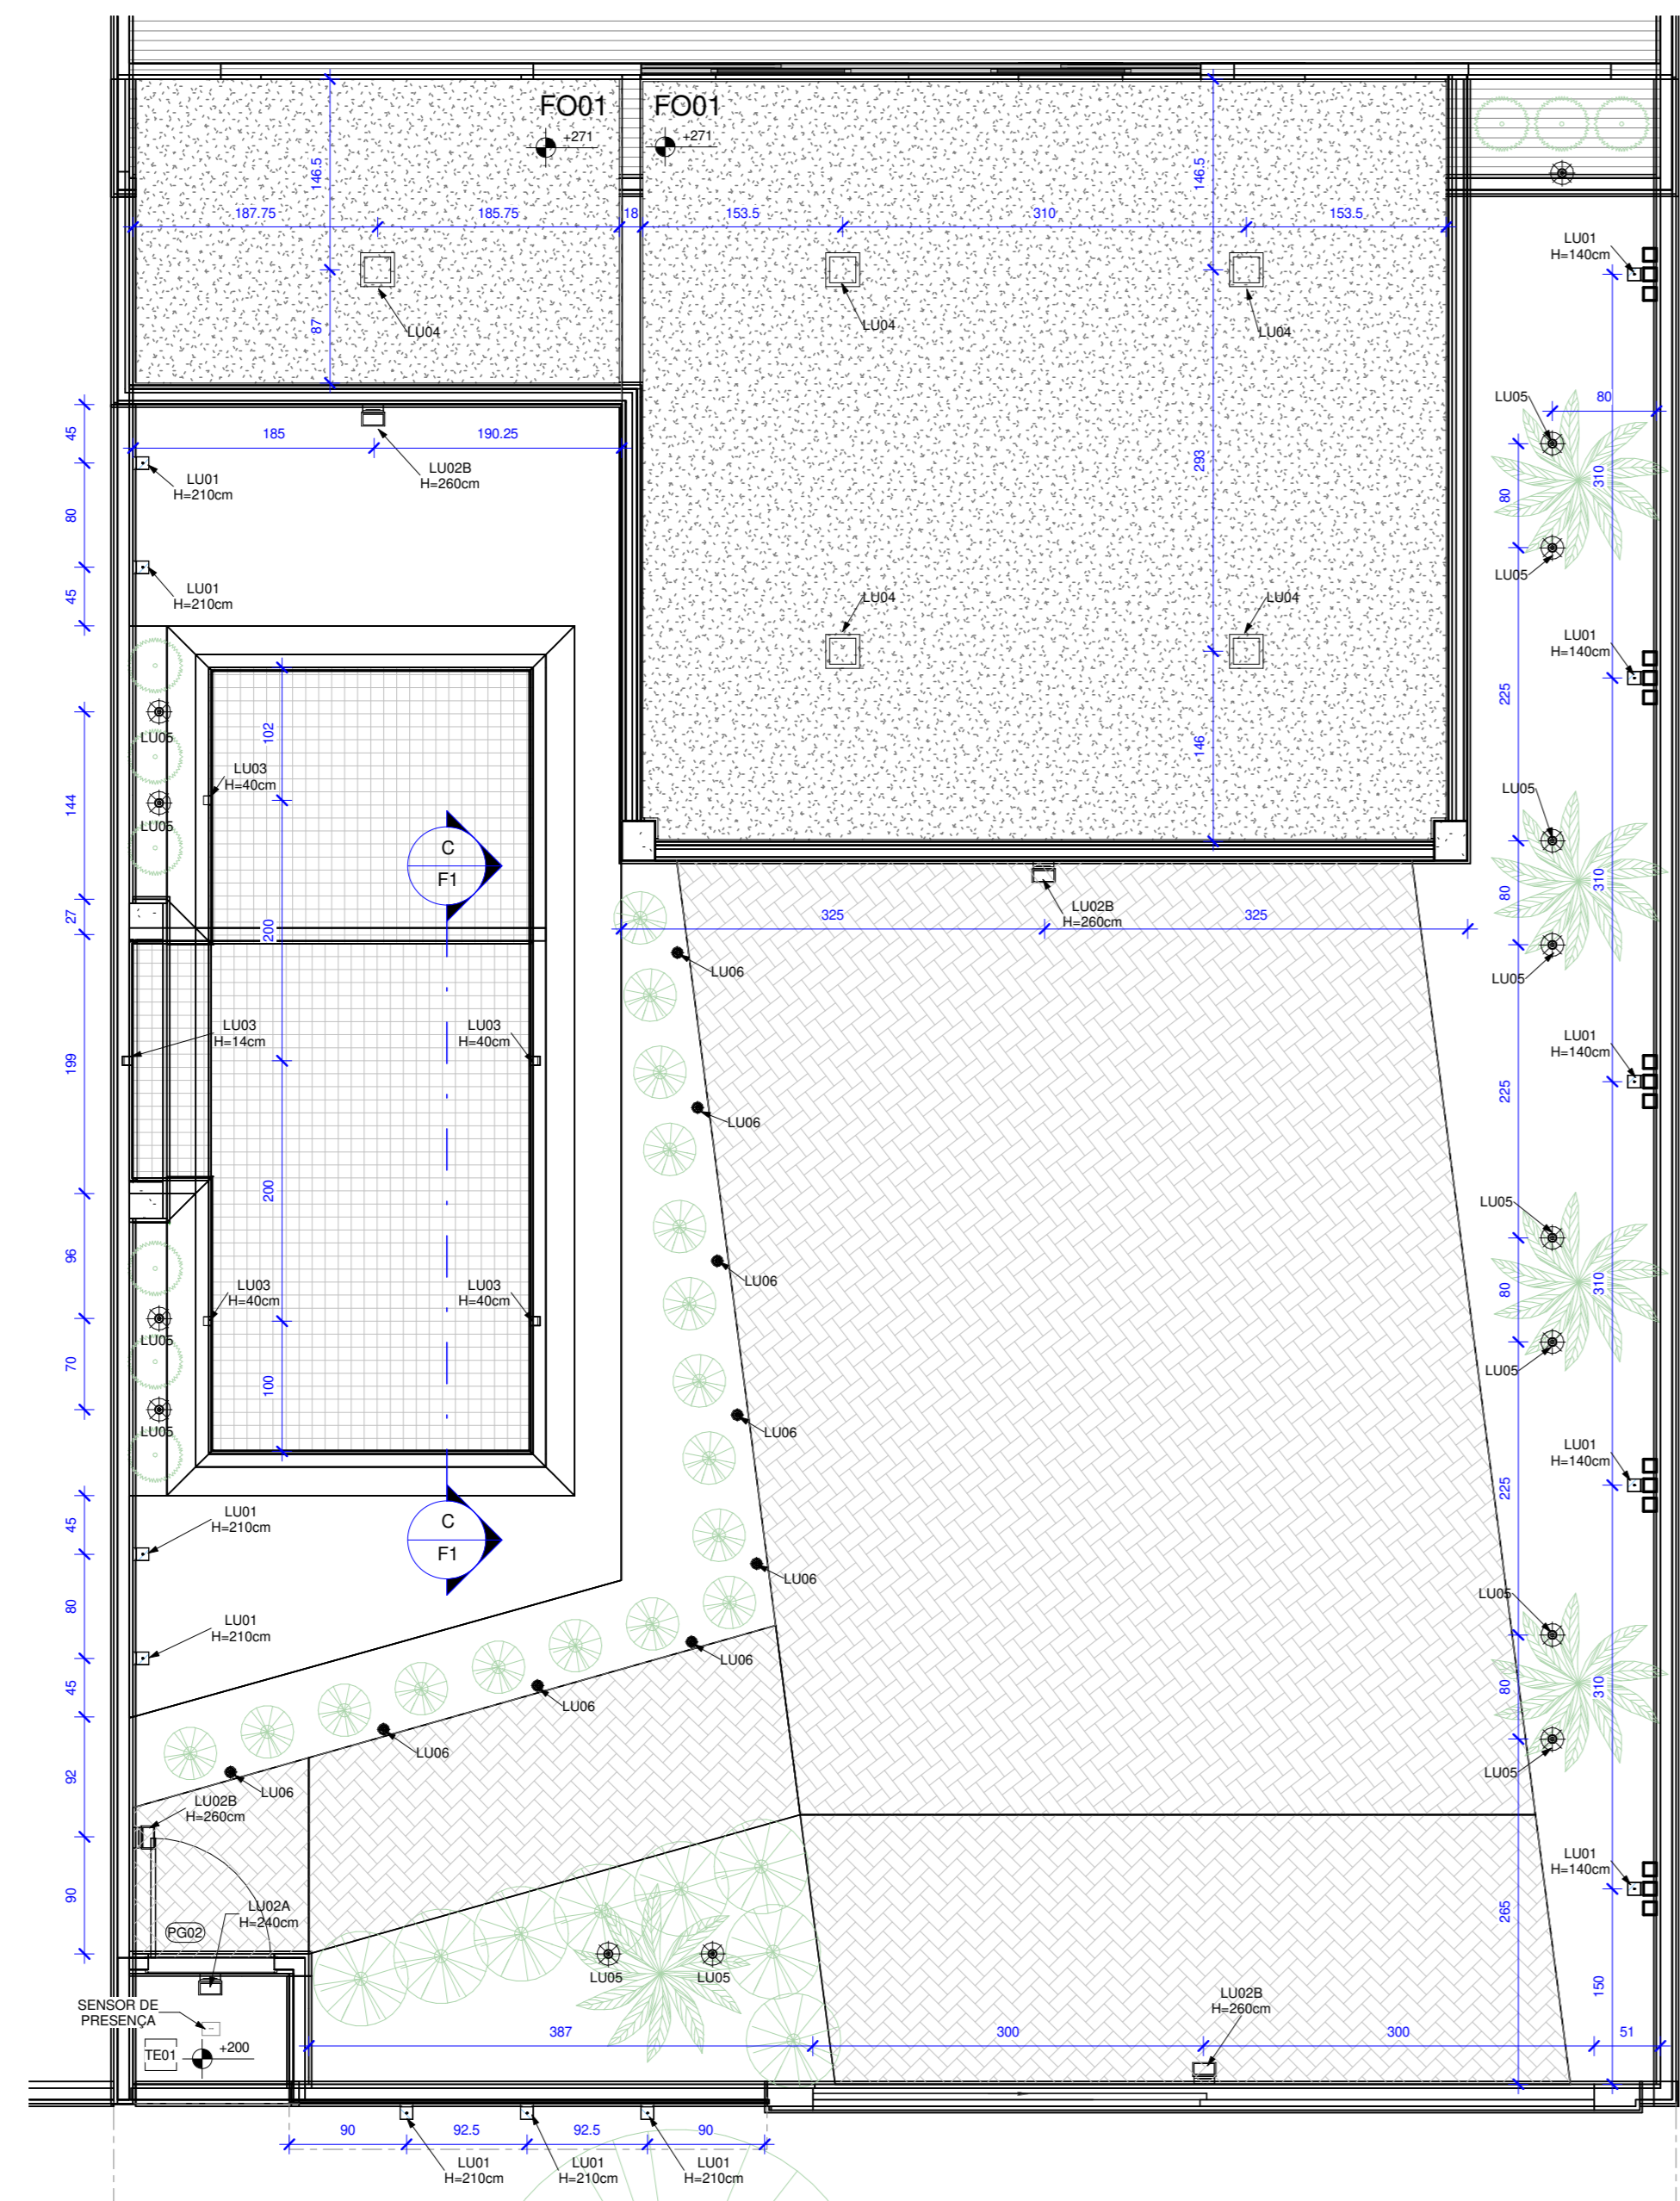 FO01 FO01
+271 +271
146.5 146.5
187.75 185.75 18 153.5 310 153.5
LU01
H=140cm
87
LU04 LU04 LU04
LU05 80
45
185 190.25
LU02B
H=260cm
LU01
H=210cm
293
310
80
80
LU05
45
LU01
H=210cm
LU04 LU04
LU01
H=140cm
225
102
LU05
146
LU03
H=40cm
LU05
144
LU05
C
F1
310
80
27
200
LU02B
H=260cm
325 325
LU06
LU05
LU03
H=14cm
LU03
H=40cm
LU01
H=140cm
199
225
LU06
200
LU05
96
LU06
LU03
H=40cm
LU03
H=40cm
310
80
LU05
70
LU05
100
LU06
LU05
LU01
H=140cm
225
45
LU01
H=210cm
C
F1
LU06
LU05
80
LU01
H=210cm
LU06
45
LU06
310
80
LU06
92
LU06
LU05
LU02B
H=260cm
LU01
H=140cm
90
LU02A
H=240cm
265
PG02
LU05 LU05
150
SENSOR DE
PRESENÇA
LU02B
H=260cm
TE01
+200
387 300 300 51
90 92.5 92.5 90
LU01
H=210cm
LU01
H=210cm
LU01
H=210cm